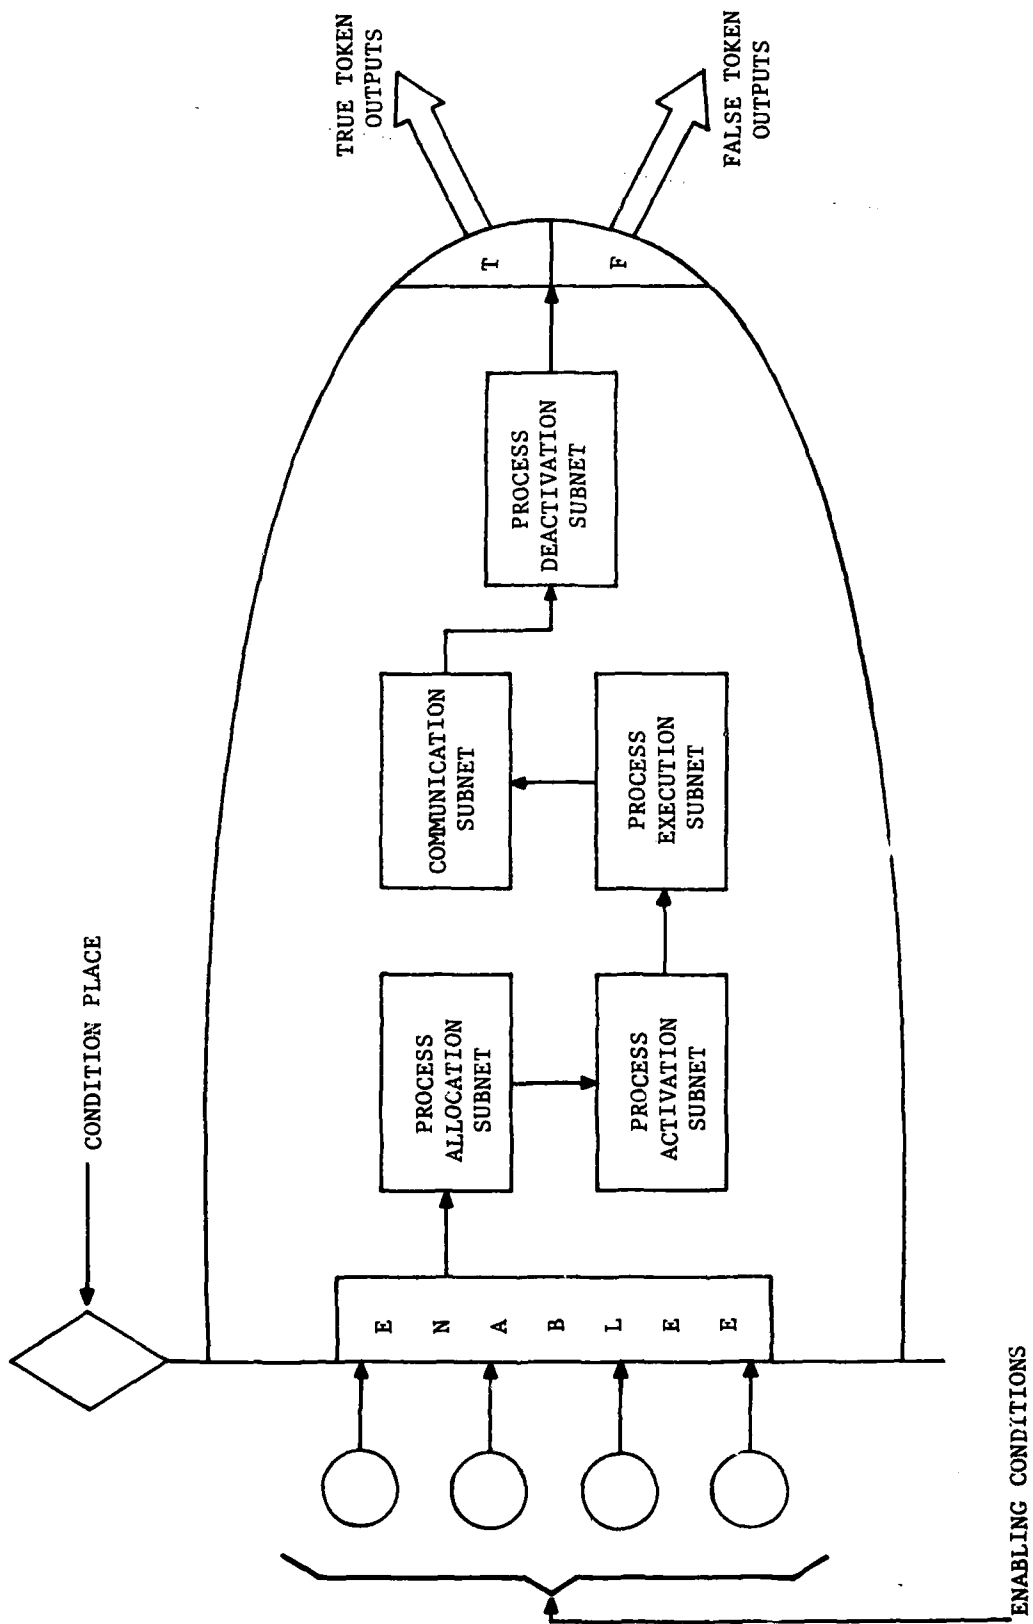 CONDITION PLACE
TRUE TOKEN
OUTPUTS
T
F
FALSE TOKEN
OUTPUTS
E
N
A
B
L
E
E
PROCESS
ALLOCATION
SUBNET
PROCESS
ACTIVATION
SUBNET
COMMUNICATION
SUBNET
PROCESS
EXECUTION
SUBNET
PROCESS
DEACTIVATION
SUBNET
ENABLING CONDITIONS